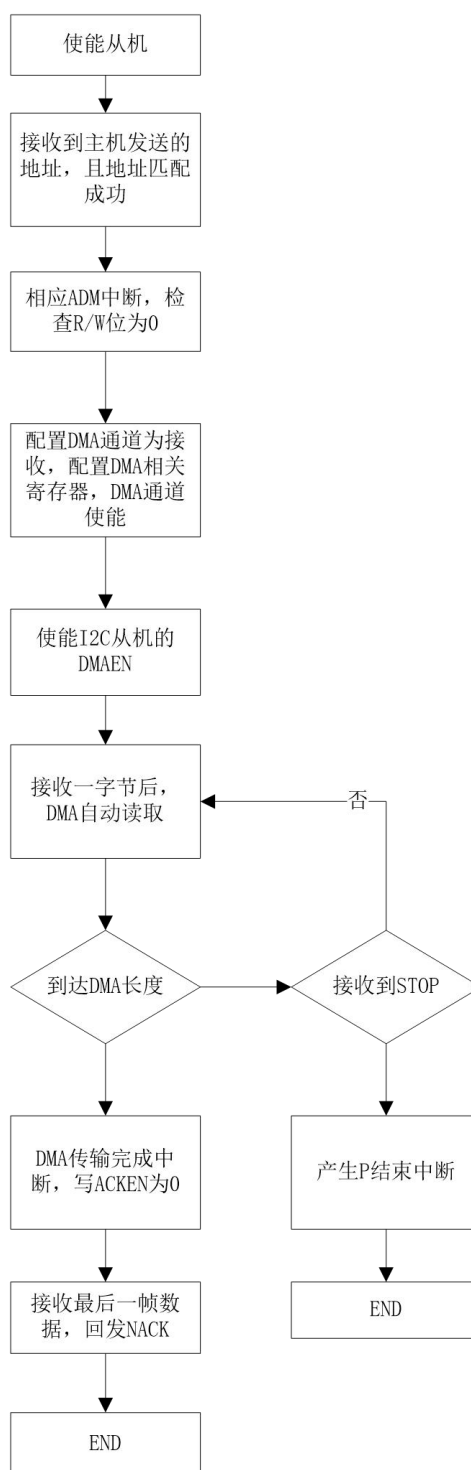 使能从机
接收到主机发送的
地址，且地址匹配
成功
相应ADM中断，检
查R/W位为0
配置DMA通道为接
收，配置DMA相关
寄存器，DMA通道
使能
使能I2C从机的
DMAEN
接收一字节后，
DMA自动读取
否
到达DMA长度
接收到STOP
DMA传输完成中
断，写ACKEN为0
产生P结束中断
接收最后一帧数
据，回发NACK
END
END